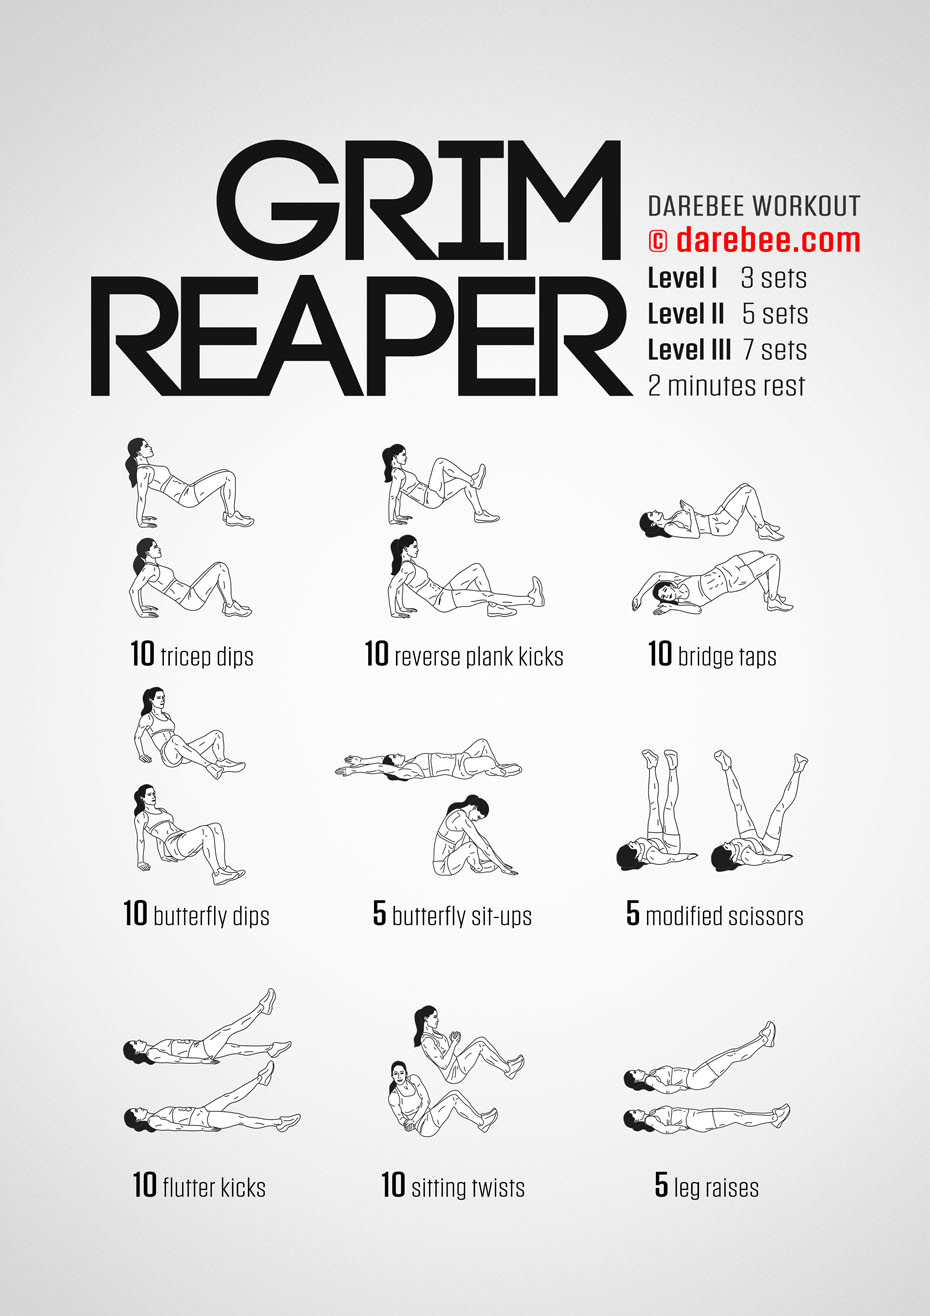 GRIM
REAPER
DAREBEE WORKOUT
© darebee.com
Level I 3 sets
Level II 5 sets
Level III 7 sets
2 minutes rest
10 tricep dips
10 reverse plank kicks
10 bridge taps
10 butterfly dips
5 butterfly sit-ups
5 modified scissors
10 flutter kicks
10 sitting twists
5 leg raises